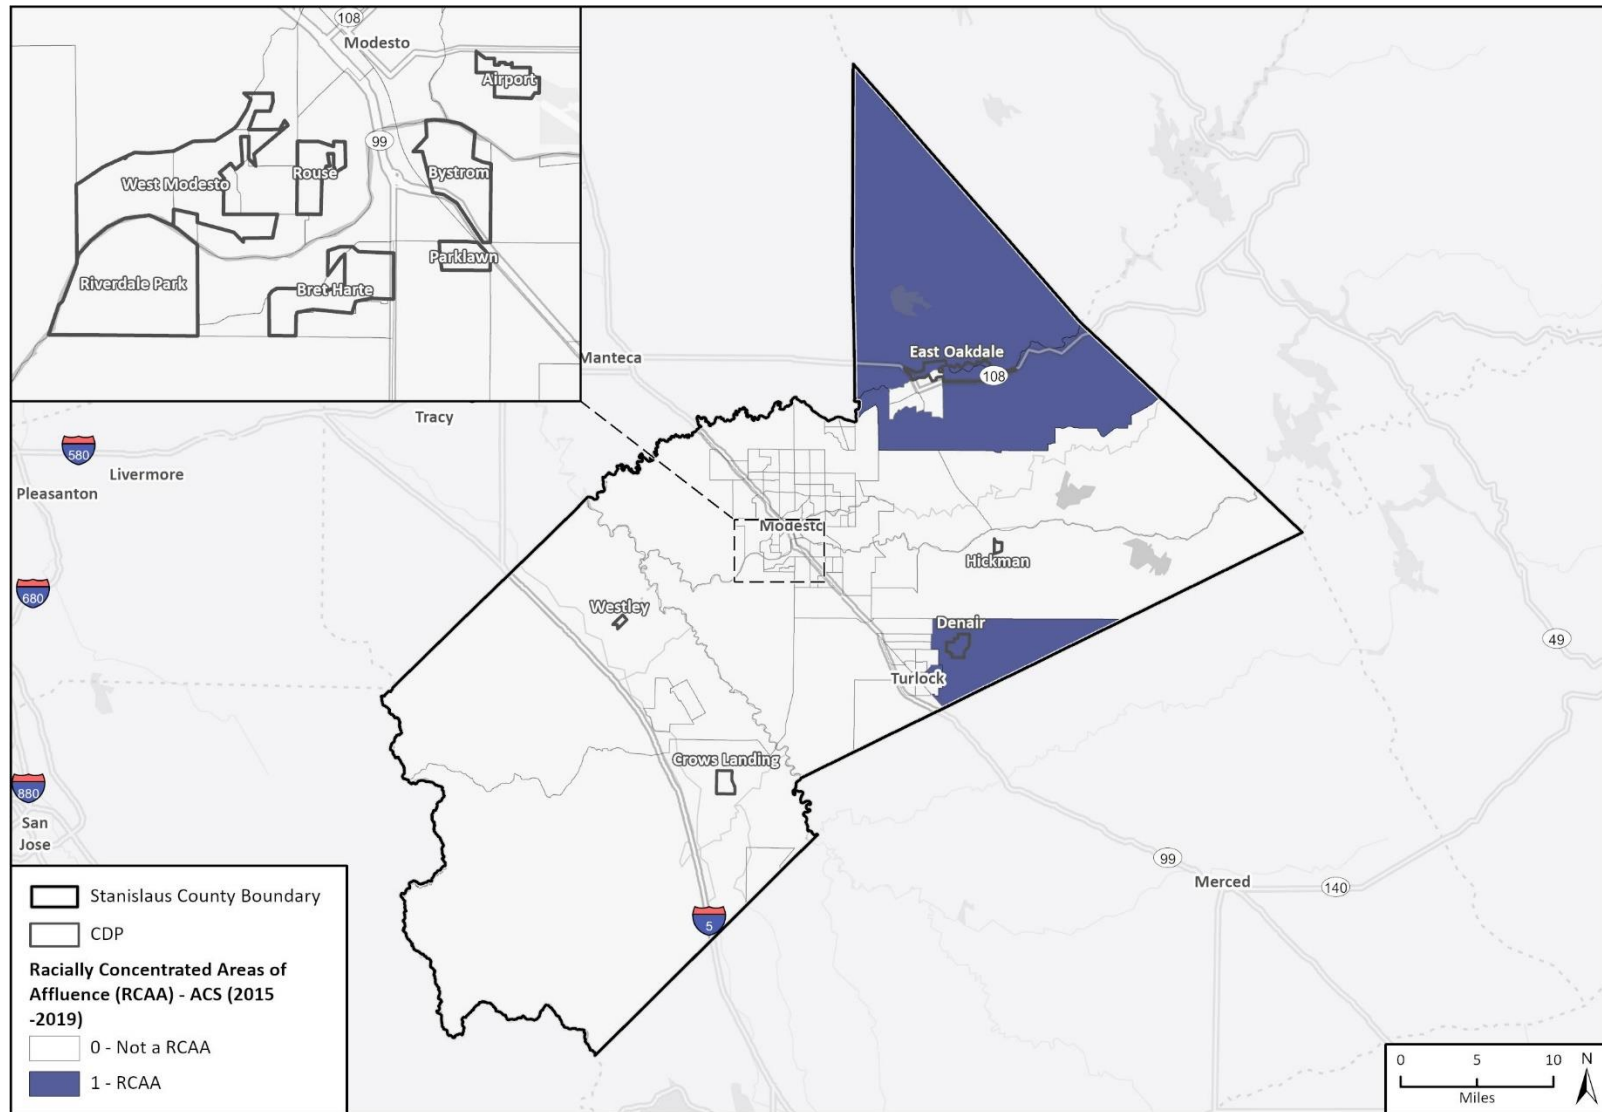 108
Modesto
Airport
99
West Modesto
Rouse
Bystrom
Riverdale Park
Bret Harte
Parklawn
Manteca
East Oakdale
108
Tracy
580
Livermore
Pleasanton
Modesto
Hickman
680
Westley
Denair
49
Turlock
Crows Landing
880
San
Jose
99
Merced
140
5
Stanislaus County Boundary
CDP
Racially Concentrated Areas of
Affluence (RCAA) - ACS (2015
-2019)
0 - Not a RCAA
1 - RCAA
0 5 10
Miles
N